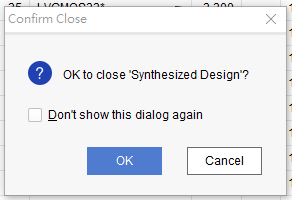 Confirm Close
OK to close 'Synthesized Design'?
Don't show this dialog again
OK
Cancel